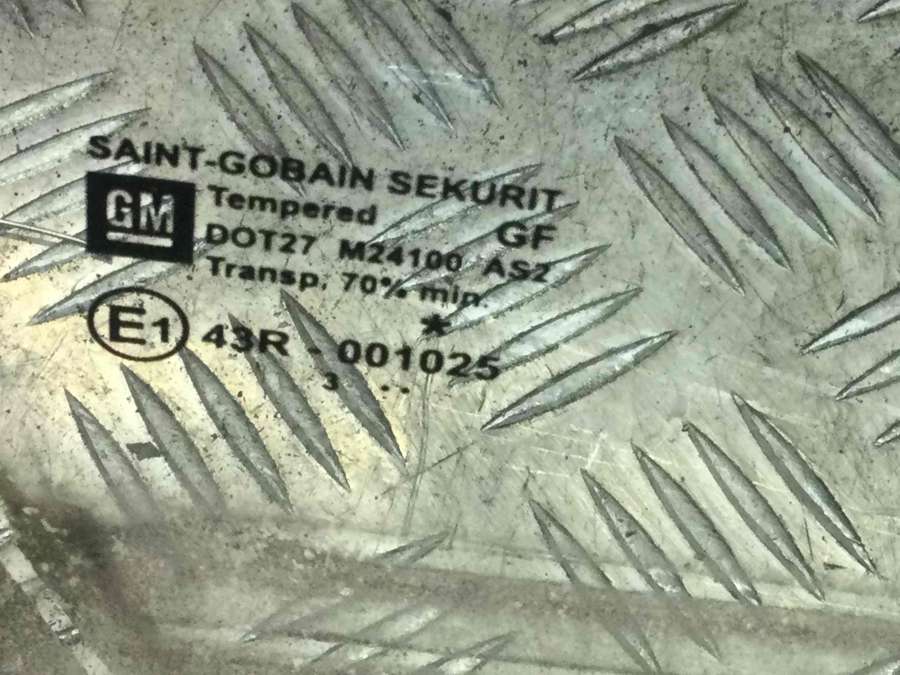 SAINT-GOBAIN SEKURIT
GM
Tempered
GF
DOT27 M24100 AS2
Transp. 70% min.
*
E1 43R - 001025
3 . .